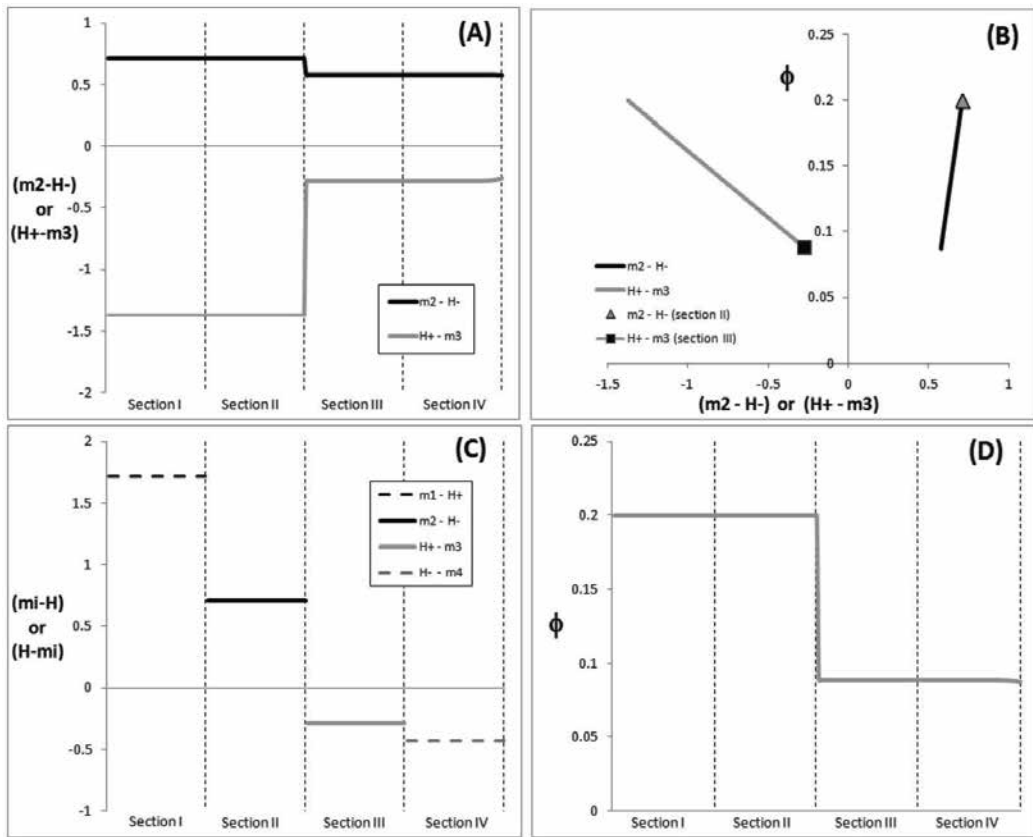 (A)
1
0.5
0
-0.5
-1
-1.5
-2
(m2-H-)
or
(H+-m3)
m2 - H-
H+ - m3
Section I
Section II
Section III
Section IV
(B)
0.25
0.2
0.15
0.1
0.05
0
ϕ
m2 - H-
H+ - m3
m2 - H- (section II)
H+ - m3 (section III)
-1.5
-1
-0.5
0
0.5
1
(m2 - H-) or (H+ - m3)
(C)
2
1.5
1
0.5
0
-0.5
-1
(mi-H)
or
(H-mi)
m1 - H+
m2 - H-
H+ - m3
H- - m4
Section I
Section II
Section III
Section IV
(D)
0.25
0.2
0.15
0.1
0.05
0
ϕ
Section I
Section II
Section III
Section IV